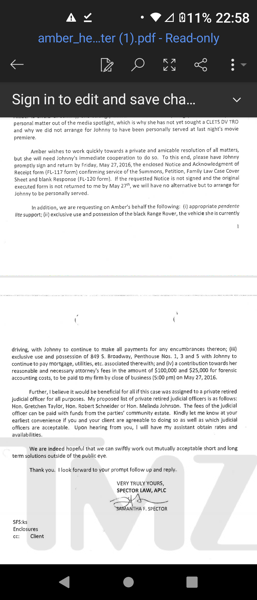 11% 22:58
amber_he...ter (1).pdf - Read-only
Sign in to edit and save cha...
personal matter out of the media spotlight, which is why she has not yet sought a CLETS DV TRO
and why we did not arrange for Johnny to have been personally served at last night's movie
premiere.
Amber wishes to work quickly towards a private and amicable resolution of all matters,
but she will need Johnny's immediate cooperation to do so. To this end, please have Johnny
promptly sign and return by Friday, May 27, 2016, the enclosed Notice and Acknowledgment of
Receipt form (FL-117 form) confirming service of the Summons, Petition, Family Law Case Cover
Sheet and blank Response (FL-120 form). If the requested Notice is not signed and the original
executed form is not returned to me by May 27th, we will have no alternative but to arrange for
Johnny to be personally served.
In addition, we are requesting on Amber's behalf the following: (i) appropriate pendente
lite support; (ii) exclusive use and possession of the black Range Rover, the vehicle she is currently
driving, with Johnny to continue to make all payments for any encumbrances thereon; (iii)
exclusive use and possession of 849 S. Broadway, Penthouse Nos. 1, 3 and 5 with Johnny to
continue to pay mortgage, utilities, etc. associated therewith; and (iv) a contribution towards her
reasonable and necessary attorney's fees in the amount of $100,000 and $25,000 for forensic
accounting costs, to be paid to my firm by close of business (5:00 pm) on May 27, 2016.
Further, I believe it would be beneficial for all if this case was assigned to a private retired
judicial officer for all purposes. My proposed list of private retired judicial officers is as follows:
Hon. Gretchen Taylor, Hon. Robert Schneider or Hon. Melinda Johnson. The fees of the judicial
officer can be paid with funds from the parties' community estate. Kindly let me know at your
earliest convenience if you and your client are agreeable to doing so as well as which judicial
officers are acceptable. Upon hearing from you, I will have my assistant obtain rates and
availabilities.
We are indeed hopeful that we can swiftly work out mutually acceptable short and long
term solutions outside of the public eye.
Thank you. I look forward to your prompt follow up and reply.
VERY TRULY YOURS,
SPECTOR LAW, APLC
SAMANTHA F. SPECTOR
SFS:ks
Enclosures
cc: Client
TMZ